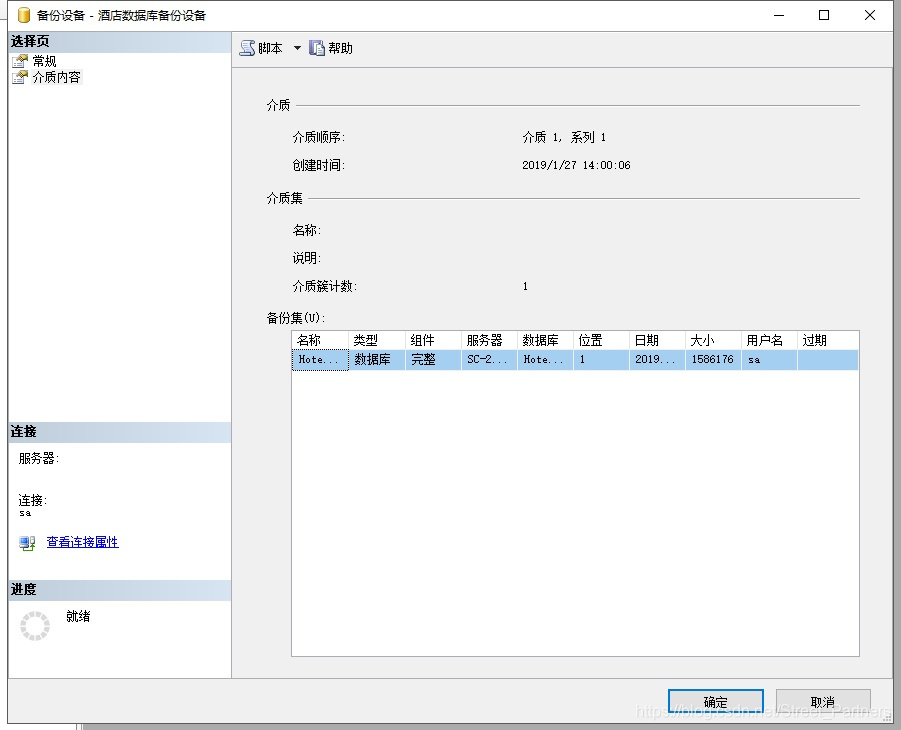 备份设备 - 酒店数据库备份设备
选择页
常规
介质内容
脚本 帮助
介质
介质顺序: 介质 1, 系列 1
创建时间: 2019/1/27 14:00:06
介质集
名称:
说明:
介质簇计数: 1
备份集(U):
名称 类型 组件 服务器 数据库 位置 日期 大小 用户名 过期
Hote... 数据库 完整 SC-2... Hote... 1 2019... 1586176 sa
连接
服务器:
连接:
sa
查看连接属性
进度
就绪
确定 取消
https://blog.csdn.net/Street_Partners